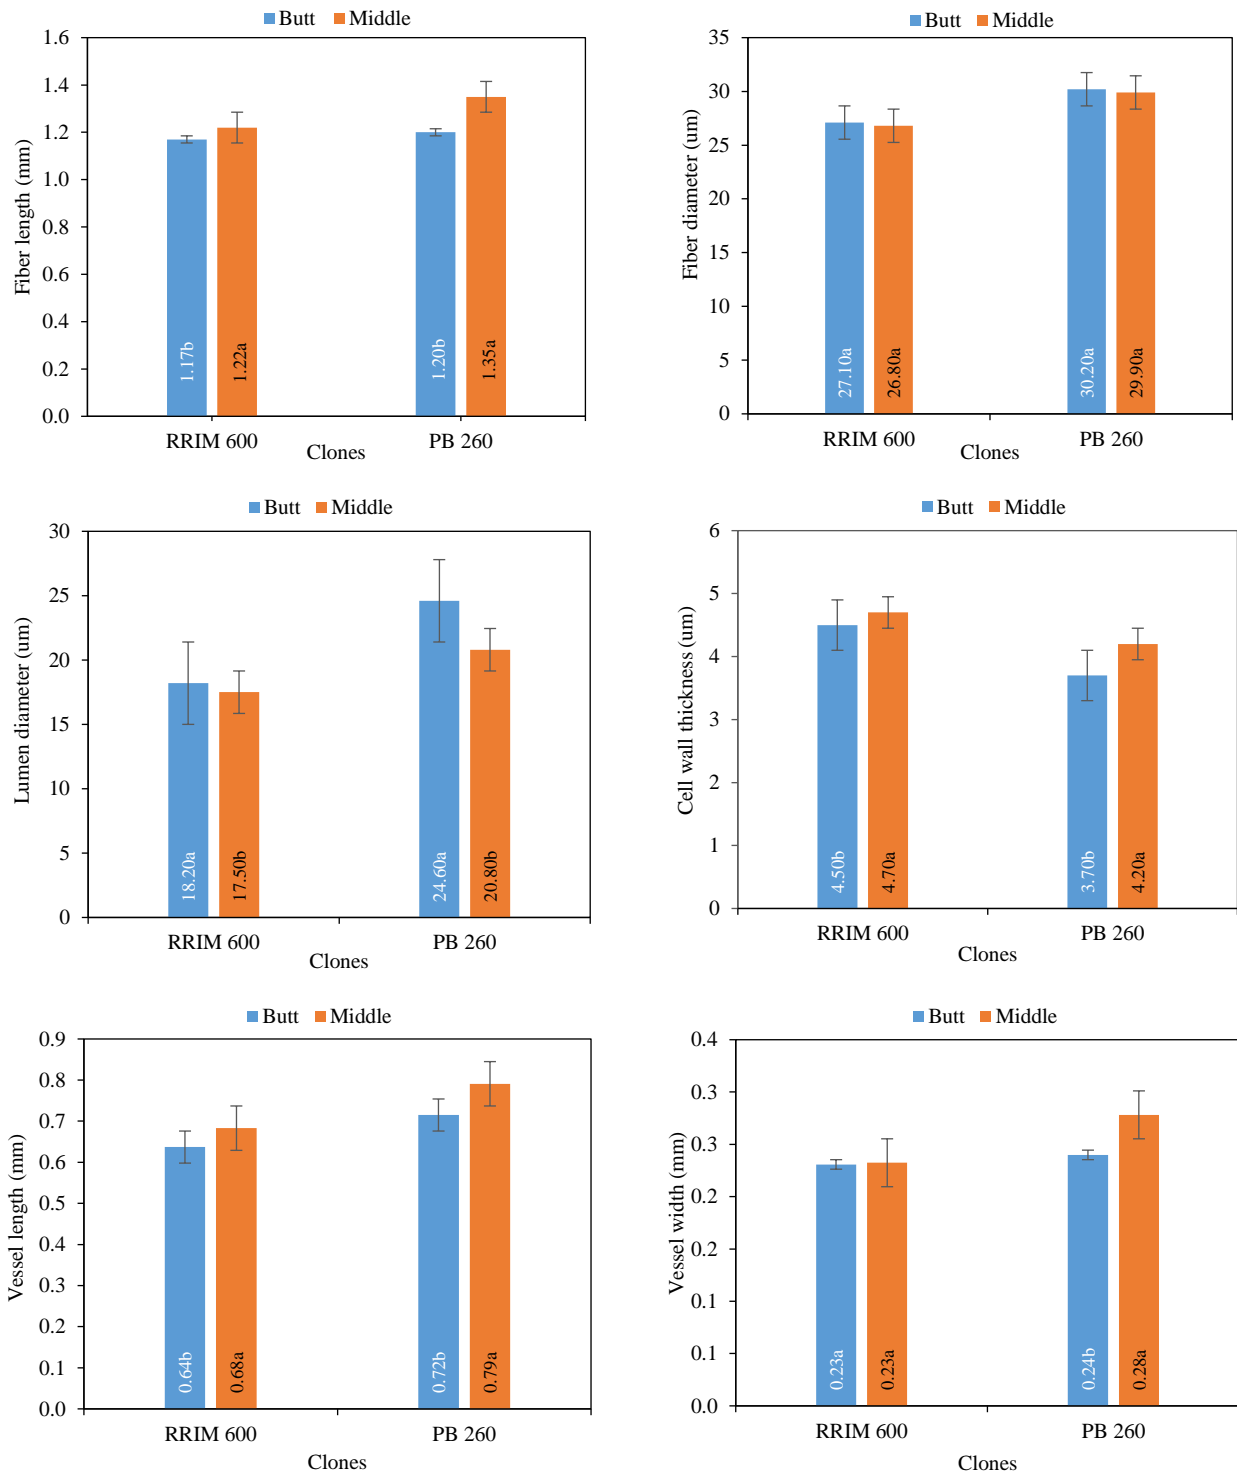 Butt Middle
Fiber length (mm)
1.6
1.4
1.2
1.0
0.8
0.6
0.4
0.2
0.0
1.17b
1.22a
1.20b
1.35a
RRIM 600
PB 260
Clones
Butt Middle
Fiber diameter (um)
35
30
25
20
15
10
5
0
27.10a
26.80a
30.20a
29.90a
RRIM 600
PB 260
Clones
Butt Middle
Lumen diameter (um)
30
25
20
15
10
5
0
18.20a
17.50b
24.60a
20.80b
RRIM 600
PB 260
Clones
Butt Middle
Cell wall thickness (um)
6
5
4
3
2
1
0
4.50b
4.70a
3.70b
4.20a
RRIM 600
PB 260
Clones
Butt Middle
Vessel length (mm)
0.9
0.8
0.7
0.6
0.5
0.4
0.3
0.2
0.1
0.0
0.64b
0.68a
0.72b
0.79a
RRIM 600
PB 260
Clones
Butt Middle
Vessel width (mm)
0.4
0.3
0.3
0.2
0.2
0.1
0.1
0.0
0.23a
0.23a
0.24b
0.28a
RRIM 600
PB 260
Clones